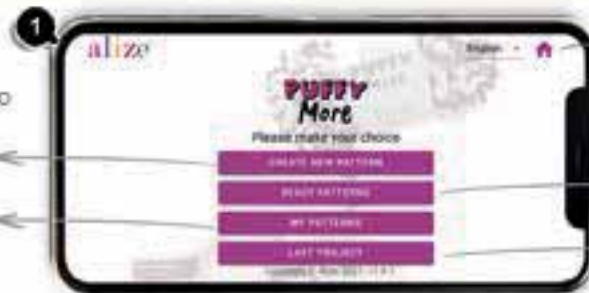 1
alize
English
PUFFY
More
Please make your choice
CREATE NEW PATTERN
READY PATTERNS
MY PATTERNS
LAST PROJECT